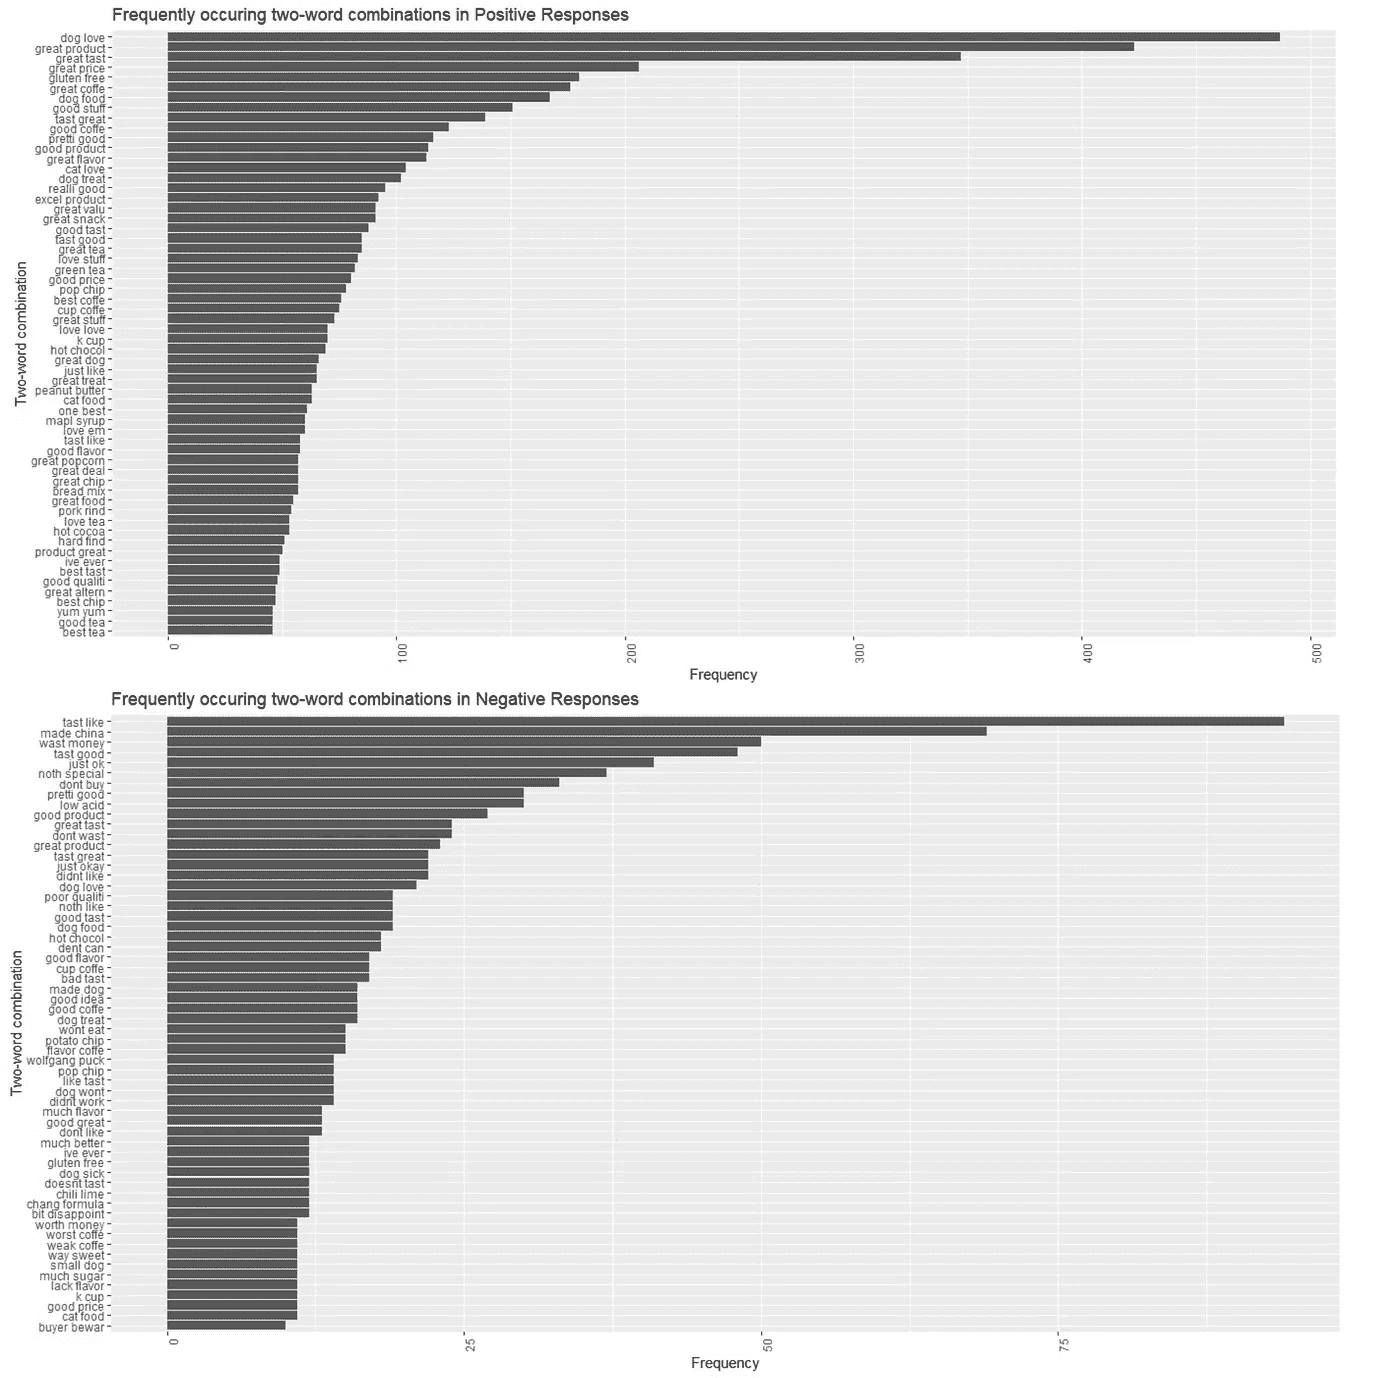 Frequently occuring two-word combinations in Positive Responses
dog love
great product
great tast
great price
gluten free
great coffe
dog food
good stuff
tast great
good coffe
pretti good
good product
great flavor
cat love
dog treat
realli good
excel product
great valu
great snack
good tast
tast good
great tea
love stuff
green tea
good price
pop chip
best coffe
cup coffe
great stuff
love love
k cup
hot chocol
great dog
just like
great treat
peanut butter
cat food
one best
mapl syrup
love em
tast like
good flavor
great popcorn
great deal
great chip
bread mix
great food
pork rind
love tea
hot cocoa
hard find
product great
ive ever
best tast
good qualiti
great altern
best chip
yum yum
good tea
best tea
Two-word combination
0 100 200 300 400 500
Frequency
Frequently occuring two-word combinations in Negative Responses
tast like
made china
wast money
tast good
just ok
noth special
dont buy
pretti good
low acid
good product
great tast
dont wast
great product
tast great
just okay
didnt like
dog love
poor qualiti
noth like
good tast
dog food
hot chocol
dent can
good flavor
cup coffe
bad tast
made dog
good idea
good coffe
dog treat
wont eat
potato chip
flavor coffe
wolfgang puck
pop chip
like tast
dog wont
didnt work
much flavor
good great
dont like
much better
ive ever
gluten free
dog sick
doesnt tast
chili lime
chang formula
bit disappoint
worth money
worst coffe
weak coffe
way sweet
small dog
much sugar
lack flavor
k cup
good price
cat food
buyer bewar
Two-word combination
0 25 50 75
Frequency